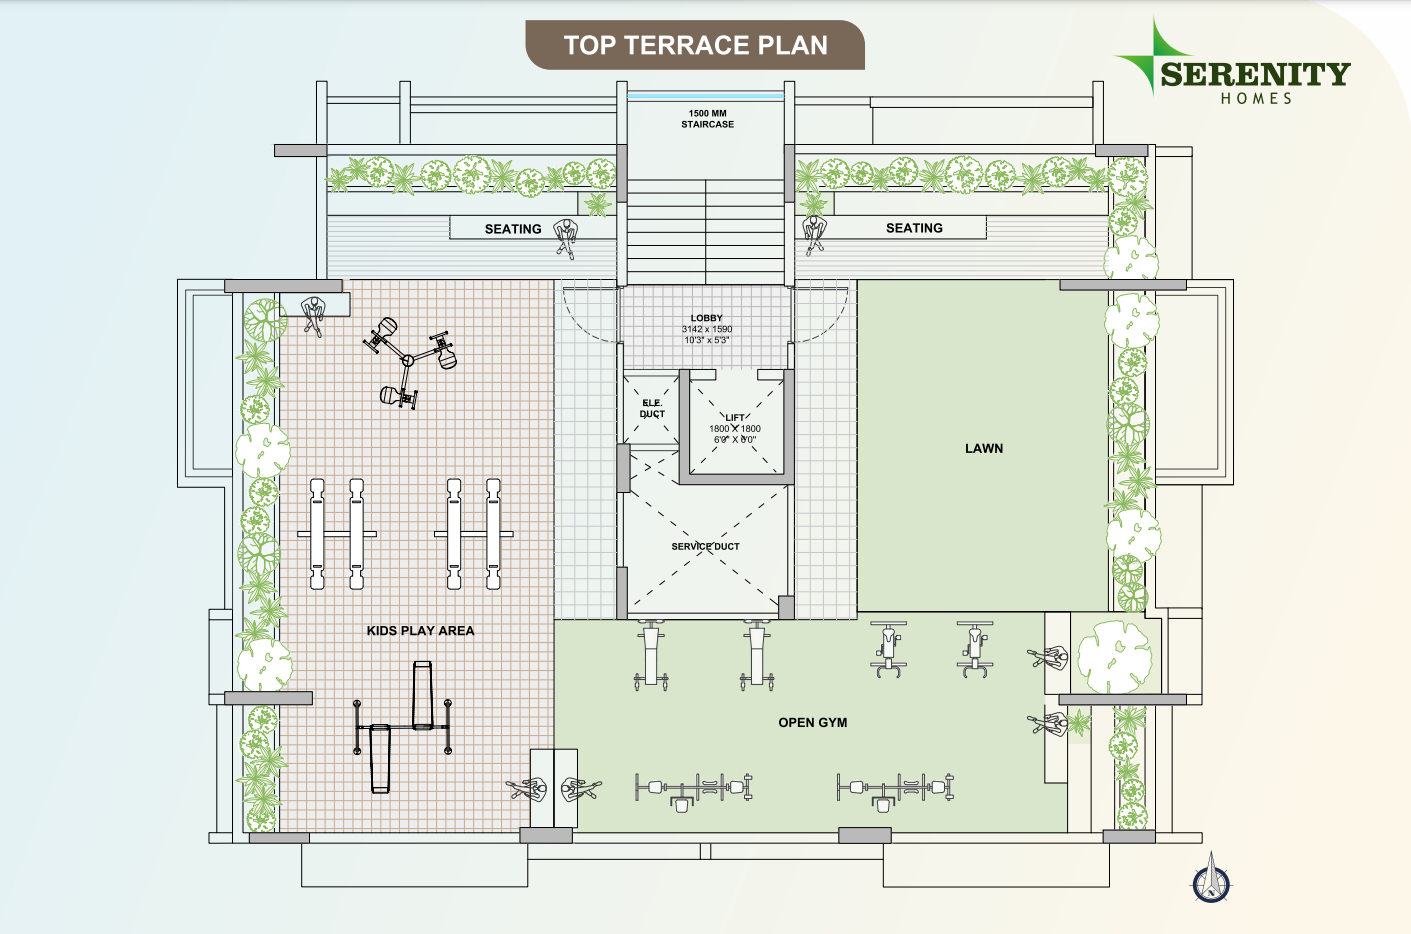 TOP TERRACE PLAN
SERENITY
HOMES
1500 MM
STAIRCASE
SEATING
SEATING
LOBBY
3142 x 1590
10'3" x 5'3"
ELE.
DUCT
LIFT
1800 X 1800
6'0" X 6'0"
LAWN
SERVICE DUCT
KIDS PLAY AREA
OPEN GYM
N